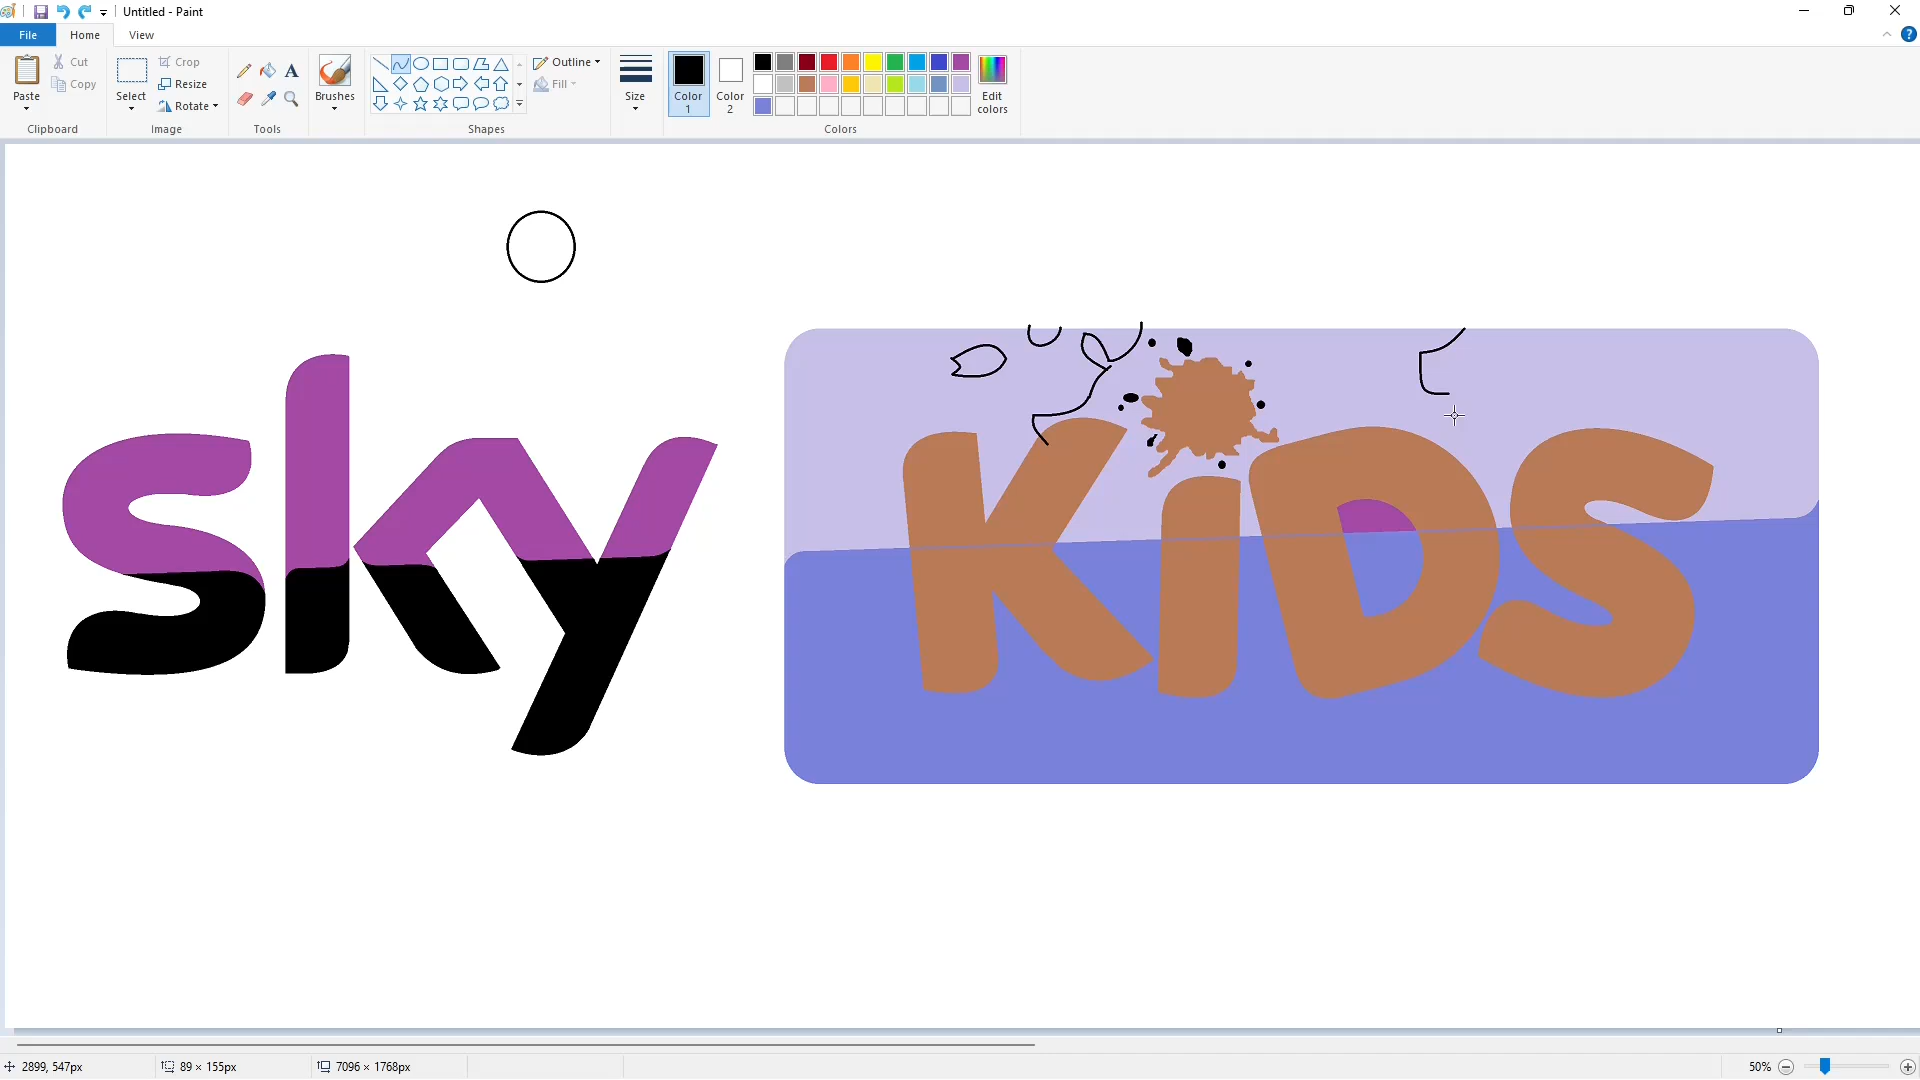 Untitled - Paint
File
Home
View
Paste
Cut
Copy
Clipboard
Select
Crop
Resize
Rotate
Image
A
Tools
Brushes
Outline
Fill
Shapes
Size
Color
1
Color
2
Edit
colors
Colors
?
sky
KiDS
2899, 547px
89 × 155px
7096 × 1768px
50%